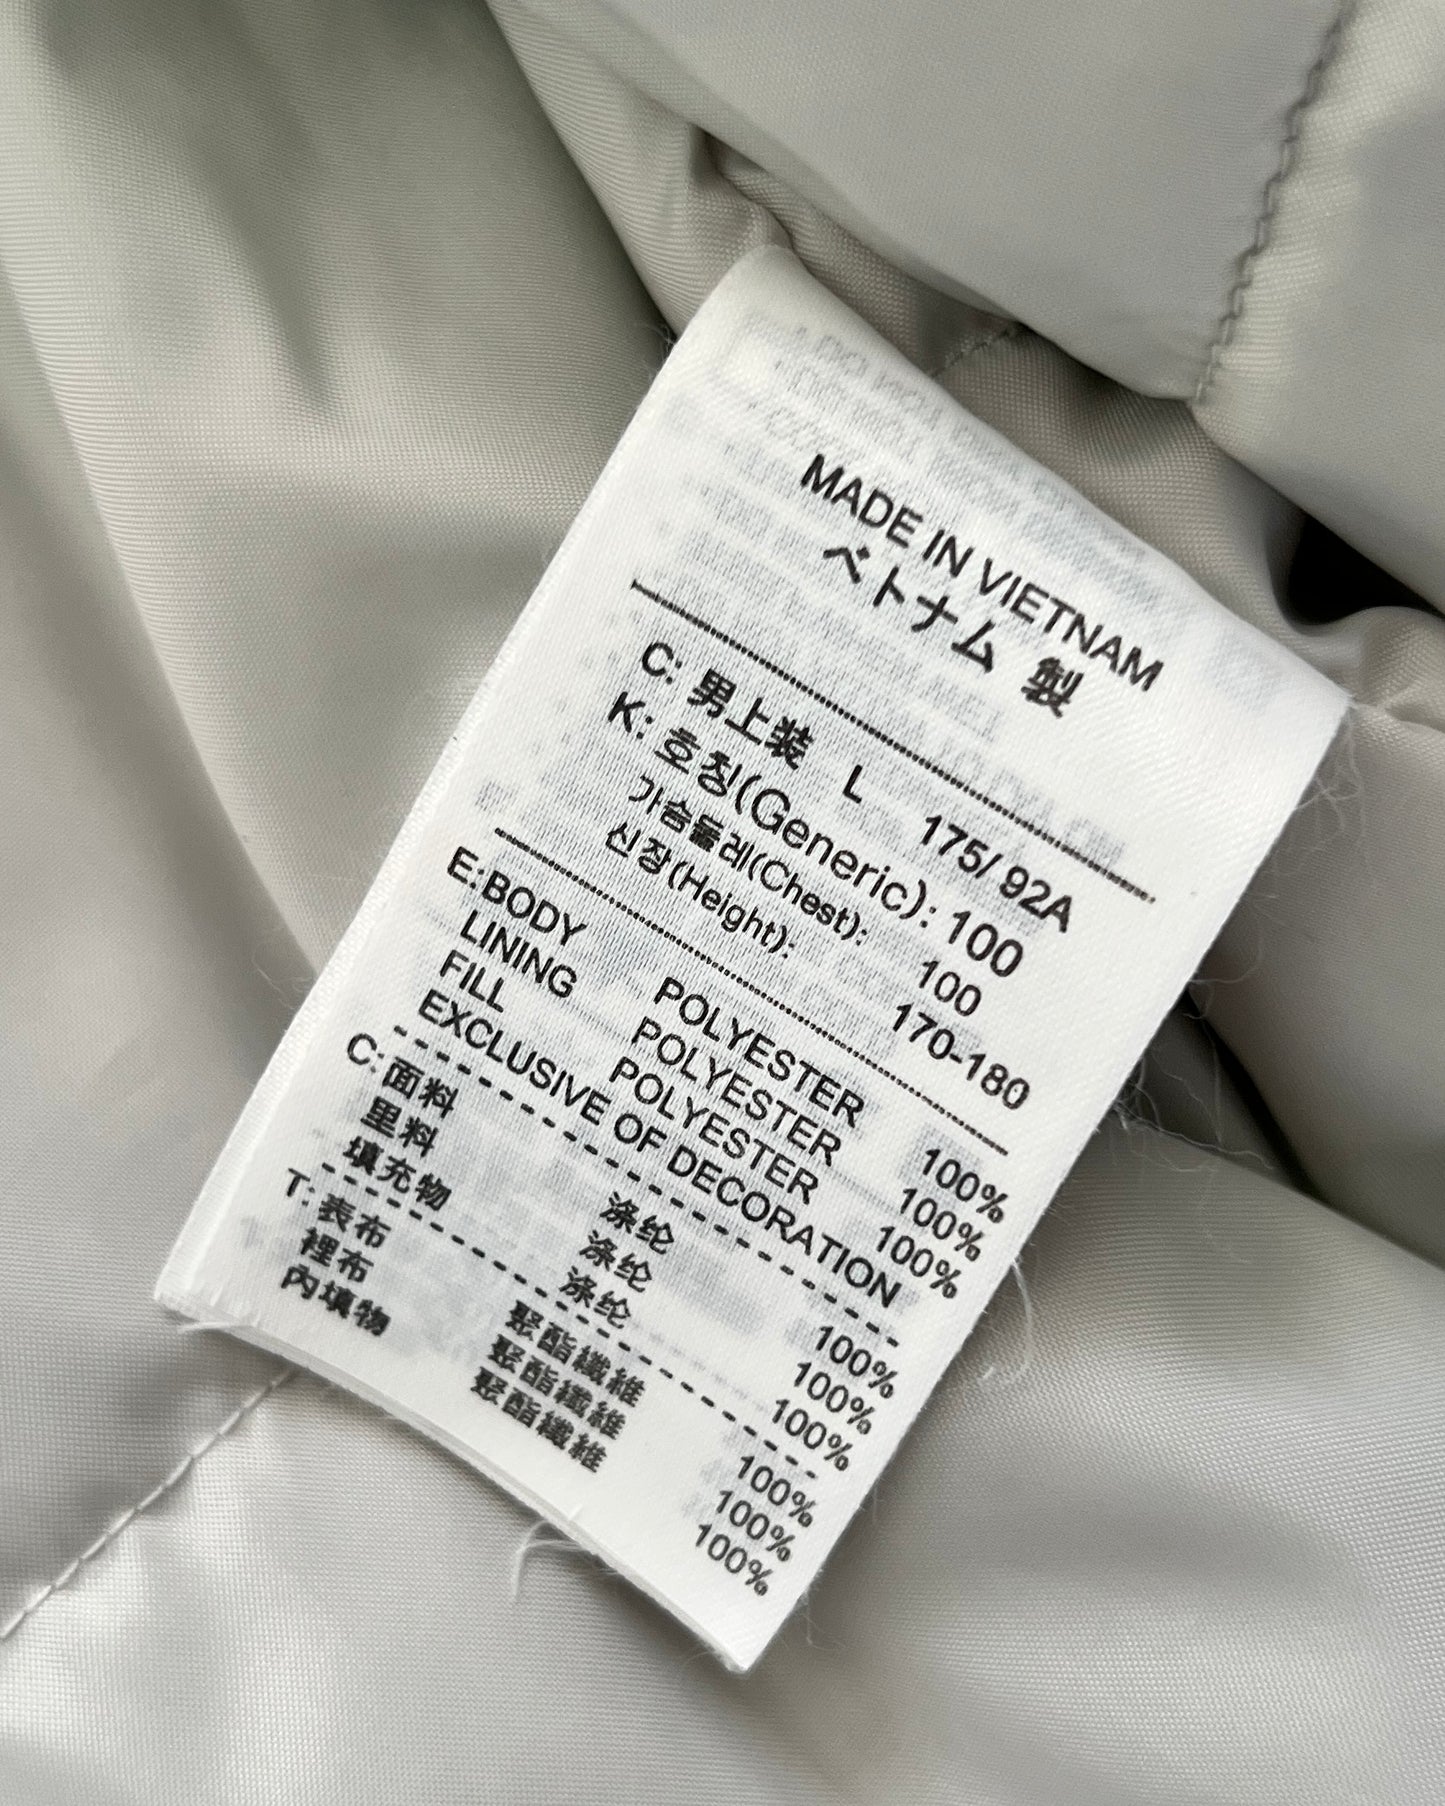 MADE IN VIETNAM
ベトナム 製
C: 男上装 L 175/ 92A
K: 호칭(Generic): 100
가슴둘레(Chest): 100
신장(Height): 170-180
E:BODY POLYESTER 100%
LINING POLYESTER 100%
FILL POLYESTER 100%
EXCLUSIVE OF DECORATION
C: 面料 涤纶 100%
里料 涤纶 100%
填充物 涤纶 100%
T: 表布 聚酯纖維 100%
裡布 聚酯纖維 100%
內填物 聚酯纖維 100%